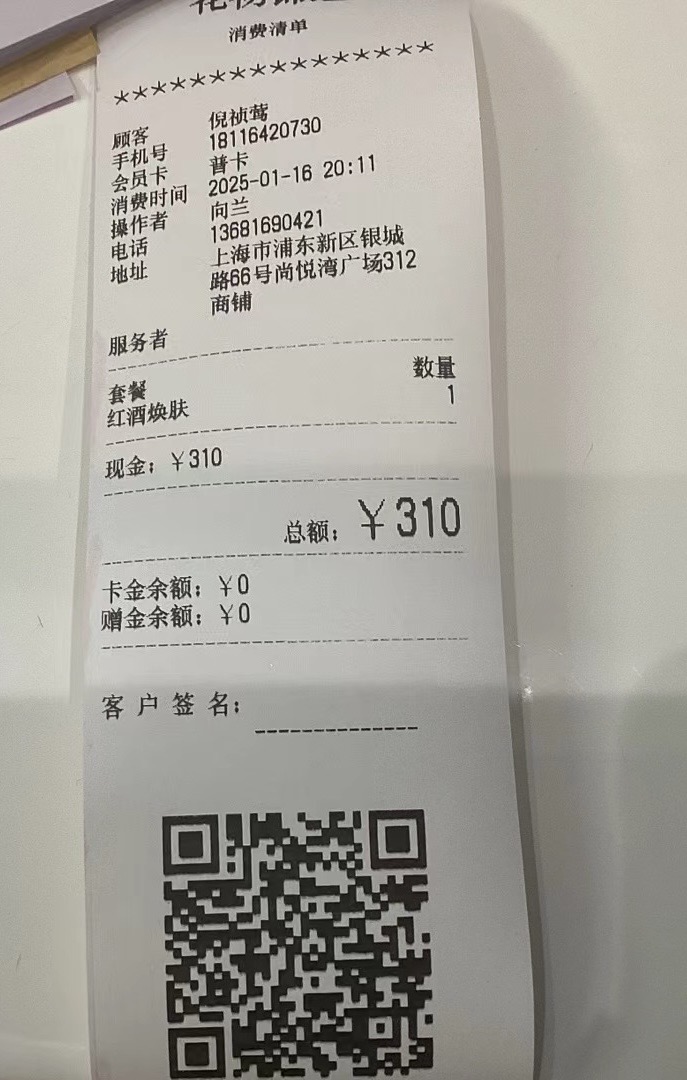 消费清单
****************
顾客 倪祯莺
手机号 18116420730
会员卡 普卡
消费时间 2025-01-16 20:11
操作者 向兰
电话 13681690421
地址 上海市浦东新区银城
路66号尚悦湾广场312
商铺
服务者
套餐 数量
红酒焕肤 1
现金：￥310
总额：￥310
卡金余额：￥0
赠金余额：￥0
客户签名：